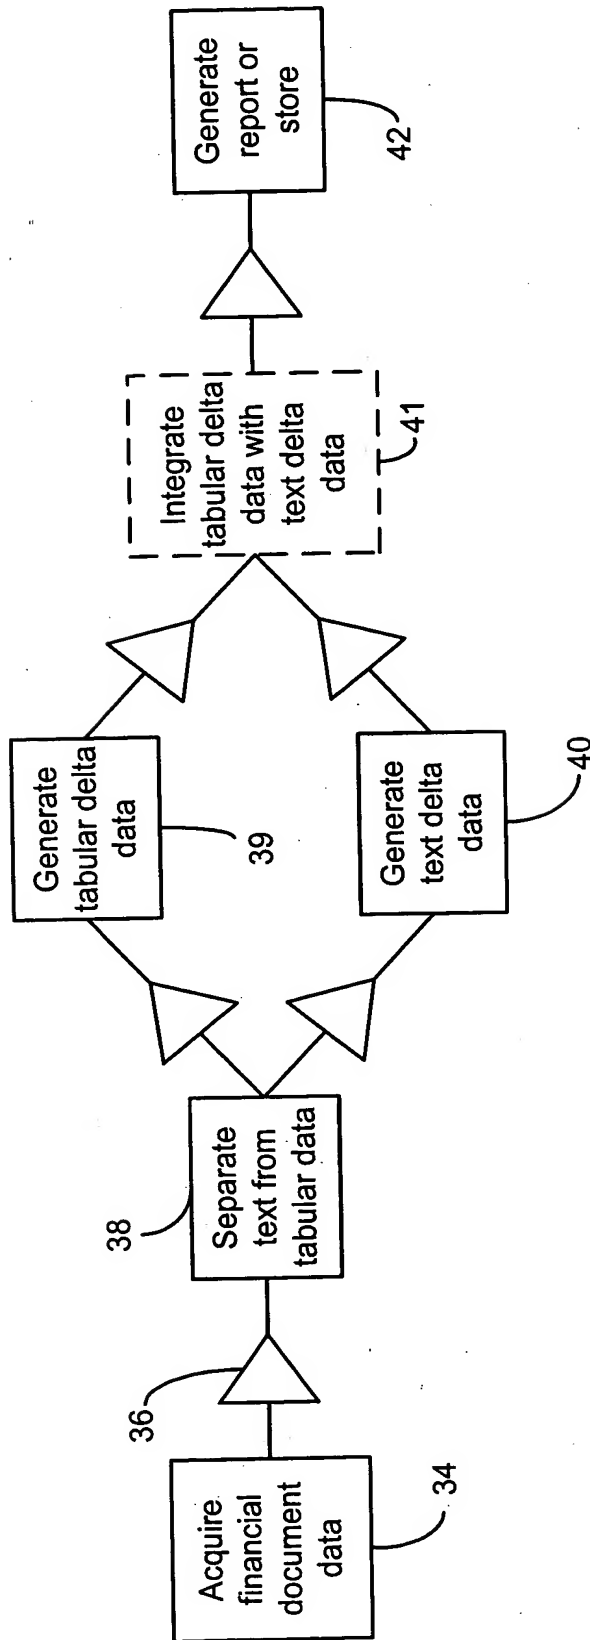 Acquire
financial
document
data
34
36
38
Separate
text from
tabular data
Generate
tabular delta
data
39
Generate
text delta
data
40
Integrate
tabular delta
data with
text delta
data
41
Generate
report or
store
42